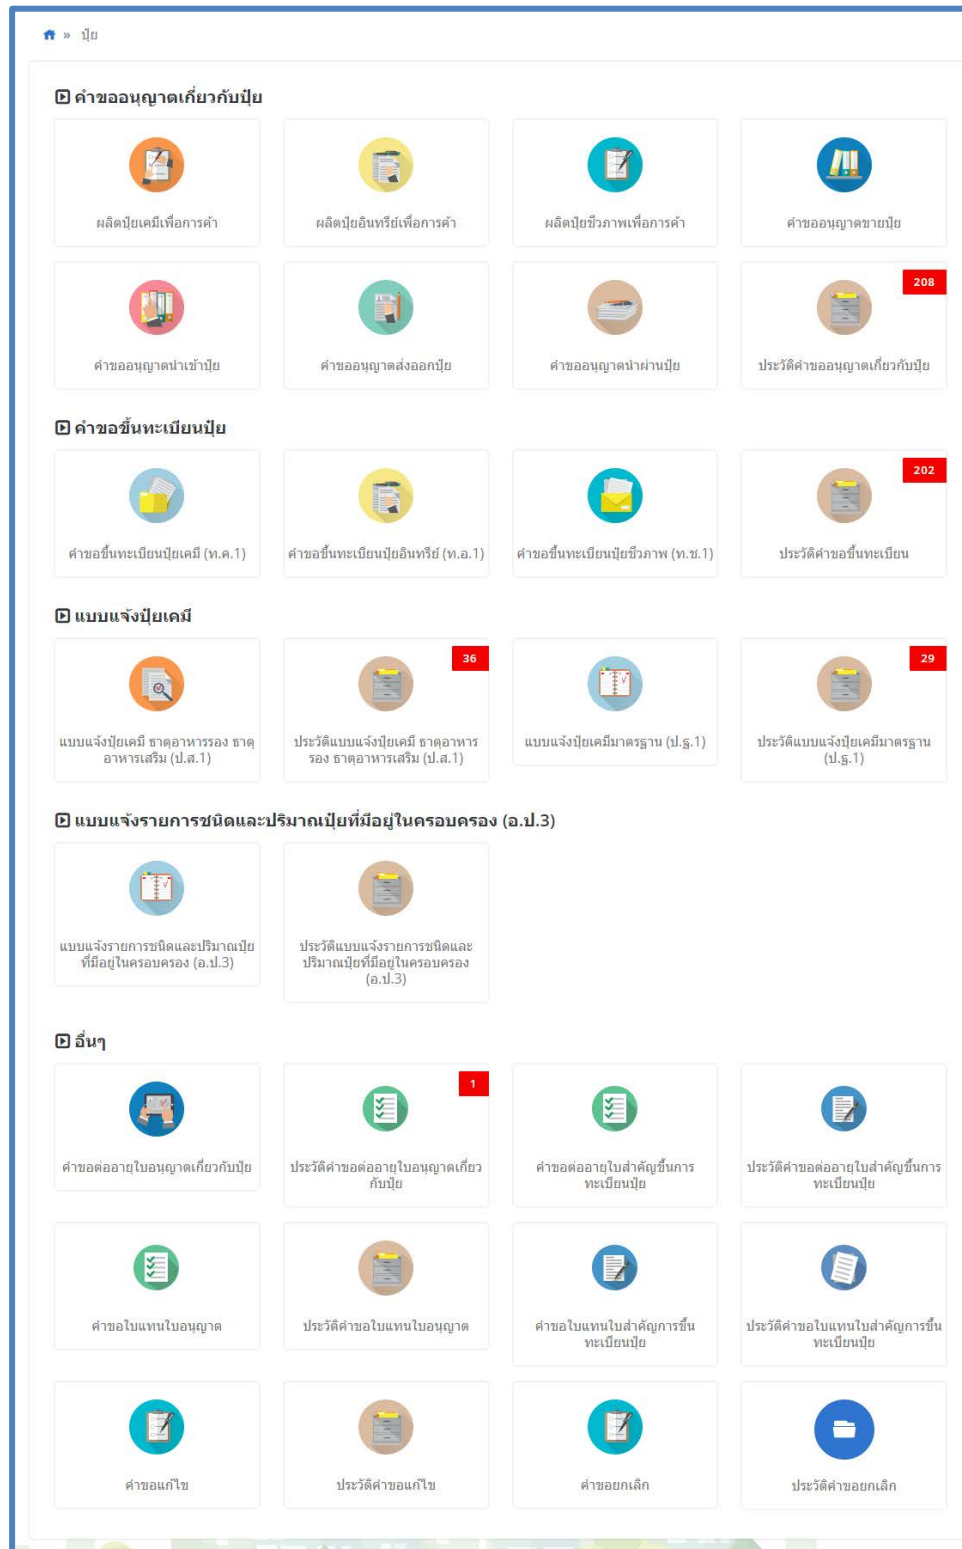 » ปุ๋ย
คำขออนุญาตเกี่ยวกับปุ๋ย
ผลิตปุ๋ยเคมีเพื่อการค้า
ผลิตปุ๋ยอินทรีย์เพื่อการค้า
ผลิตปุ๋ยชีวภาพเพื่อการค้า
คำขออนุญาตขายปุ๋ย
208
คำขออนุญาตนำเข้าปุ๋ย
คำขออนุญาตส่งออกปุ๋ย
คำขออนุญาตนำผ่านปุ๋ย
ประวัติคำขออนุญาตเกี่ยวกับปุ๋ย
คำขอขึ้นทะเบียนปุ๋ย
202
คำขอขึ้นทะเบียนปุ๋ยเคมี (ท.ค.1)
คำขอขึ้นทะเบียนปุ๋ยอินทรีย์ (ท.อ.1)
คำขอขึ้นทะเบียนปุ๋ยชีวภาพ (ท.ช.1)
ประวัติคำขอขึ้นทะเบียน
แบบแจ้งปุ๋ยเคมี
36
29
แบบแจ้งปุ๋ยเคมี ธาตุอาหารรอง ธาตุ
อาหารเสริม (ป.ส.1)
ประวัติแบบแจ้งปุ๋ยเคมี ธาตุอาหาร
รอง ธาตุอาหารเสริม (ป.ส.1)
แบบแจ้งปุ๋ยเคมีมาตรฐาน (ป.ฐ.1)
ประวัติแบบแจ้งปุ๋ยเคมีมาตรฐาน
(ป.ฐ.1)
แบบแจ้งรายการชนิดและปริมาณปุ๋ยที่มีอยู่ในครอบครอง (อ.ป.3)
แบบแจ้งรายการชนิดและปริมาณปุ๋ย
ที่มีอยู่ในครอบครอง (อ.ป.3)
ประวัติแบบแจ้งรายการชนิดและ
ปริมาณปุ๋ยที่มีอยู่ในครอบครอง
(อ.ป.3)
อื่นๆ
1
คำขอต่ออายุใบอนุญาตเกี่ยวกับปุ๋ย
ประวัติคำขอต่ออายุใบอนุญาตเกี่ยว
กับปุ๋ย
คำขอต่ออายุใบสำคัญขึ้นการ
ทะเบียนปุ๋ย
ประวัติคำขอต่ออายุใบสำคัญขึ้นการ
ทะเบียนปุ๋ย
คำขอใบแทนใบอนุญาต
ประวัติคำขอใบแทนใบอนุญาต
คำขอใบแทนใบสำคัญการขึ้น
ทะเบียนปุ๋ย
ประวัติคำขอใบแทนใบสำคัญการขึ้น
ทะเบียนปุ๋ย
คำขอแก้ไข
ประวัติคำขอแก้ไข
คำขอยกเลิก
ประวัติคำขอยกเลิก